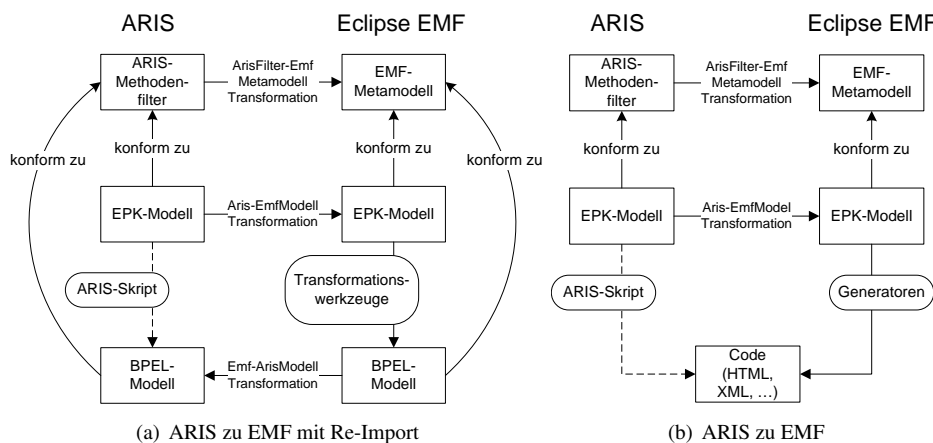 ARIS
Eclipse EMF
ARIS-
Methoden-
filter
ArisFilter-Emf
Metamodell
Transformation
EMF-
Metamodell
konform zu
konform zu
konform zu
konform zu
EPK-Modell
Aris-EmfModell
Transformation
EPK-Modell
ARIS-Skript
Transformations
werkzeuge
BPEL-
Modell
Emf-ArisModell
Transformation
BPEL-
Modell
(a) ARIS zu EMF mit Re-Import
ARIS
Eclipse EMF
ARIS-
Methoden-
filter
ArisFilter-Emf
Metamodell
Transformation
EMF-
Metamodell
konform zu
konform zu
EPK-Modell
Aris-EmfModel
Transformation
EPK-Modell
ARIS-Skript
Generatoren
Code
(HTML,
XML, ...)
(b) ARIS zu EMF